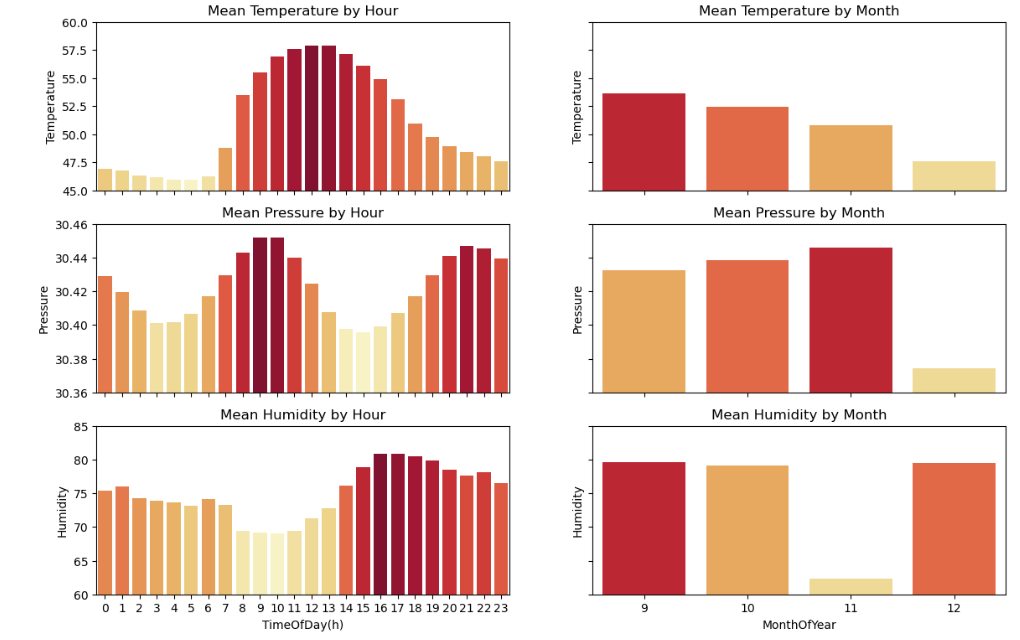 Mean Temperature by Hour
60.0
57.5
55.0
52.5
50.0
47.5
45.0
Temperature
Mean Temperature by Month
Temperature
Mean Pressure by Hour
30.46
30.44
30.42
30.40
30.38
30.36
Pressure
Mean Pressure by Month
Pressure
Mean Humidity by Hour
85
80
75
70
65
60
Humidity
0 1 2 3 4 5 6 7 8 9 10 11 12 13 14 15 16 17 18 19 20 21 22 23
TimeOfDay(h)
Mean Humidity by Month
Humidity
9 10 11 12
MonthOfYear